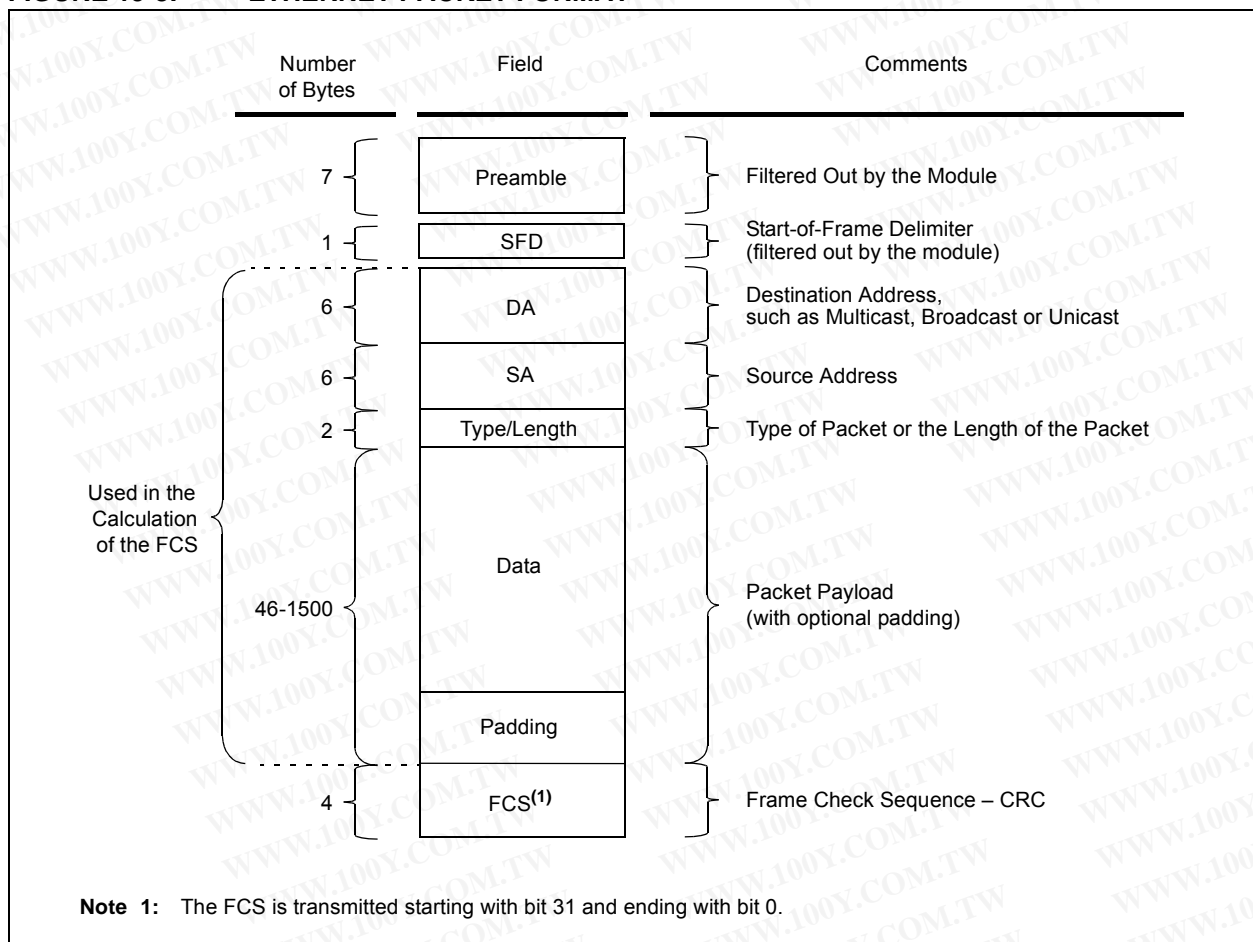 Number of Bytes
Field
Comments
7
Preamble
Filtered Out by the Module
1
SFD
Start-of-Frame Delimiter
(filtered out by the module)
6
DA
Destination Address,
such as Multicast, Broadcast or Unicast
6
SA
Source Address
2
Type/Length
Type of Packet or the Length of the Packet
Used in the
Calculation
of the FCS
46-1500
Data
Packet Payload
(with optional padding)
Padding
4
FCS(1)
Frame Check Sequence – CRC
Note 1: The FCS is transmitted starting with bit 31 and ending with bit 0.
WWW.100Y.COM.TW